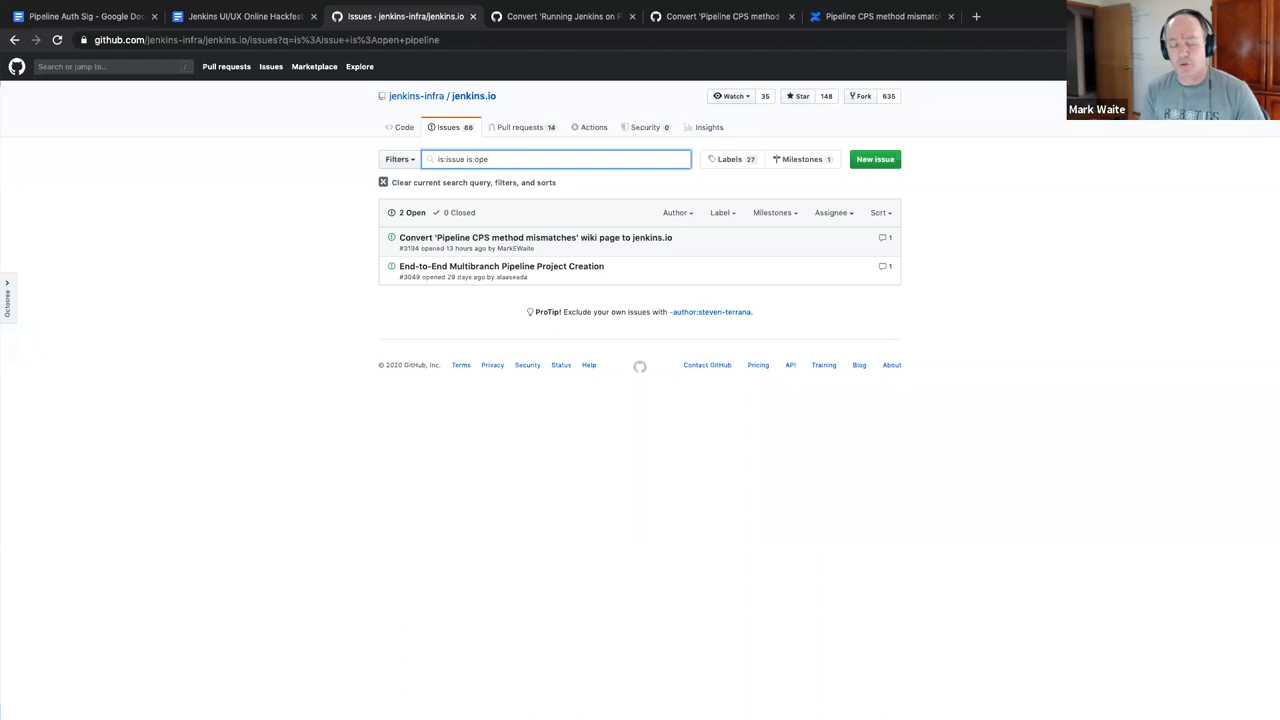 Pipeline Auth Sig - Google Doc
Jenkins UI/UX Online Hackfest
Issues · jenkins-infra/jenkins.io
Convert 'Running Jenkins on P
Convert 'Pipeline CPS method
Pipeline CPS method mismatch
github.com/jenkins-infra/jenkins.io/issues?q=is%3Aissue+is%3Aopen+pipeline
Search or jump to...
/
Pull requests
Issues
Marketplace
Explore
Mark Waite
jenkins-infra / jenkins.io
Watch
35
Star
148
Fork
635
Code
Issues 66
Pull requests 14
Actions
Security 0
Insights
Filters
is:issue is:ope
Labels 27
Milestones 1
New issue
Clear current search query, filters, and sorts
2 Open
0 Closed
Author
Label
Milestones
Assignee
Sort
Convert 'Pipeline CPS method mismatches' wiki page to jenkins.io
1
#3194 opened 13 hours ago by MarkEWaite
End-to-End Multibranch Pipeline Project Creation
1
#3049 opened 29 days ago by alaaseada
Octotree
ProTip! Exclude your own issues with -author:steven-terrana.
© 2020 GitHub, Inc.
Terms
Privacy
Security
Status
Help
Contact GitHub
Pricing
API
Training
Blog
About